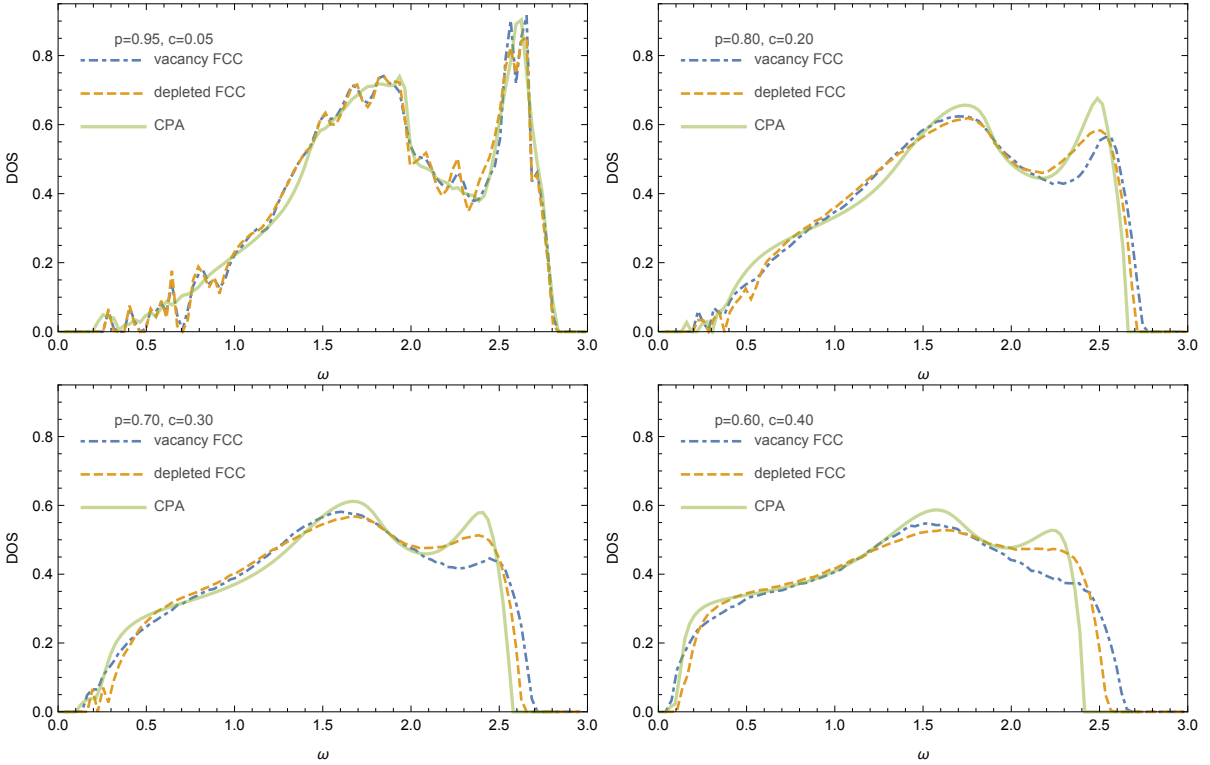 p=0.95, c=0.05
vacancy FCC
depleted FCC
CPA
DOS
0.8
0.6
0.4
0.2
0.0
0.0 0.5 1.0 1.5 2.0 2.5 3.0
ω
p=0.80, c=0.20
vacancy FCC
depleted FCC
CPA
DOS
0.8
0.6
0.4
0.2
0.0
0.0 0.5 1.0 1.5 2.0 2.5 3.0
ω
p=0.70, c=0.30
vacancy FCC
depleted FCC
CPA
DOS
0.8
0.6
0.4
0.2
0.0
0.0 0.5 1.0 1.5 2.0 2.5 3.0
ω
p=0.60, c=0.40
vacancy FCC
depleted FCC
CPA
DOS
0.8
0.6
0.4
0.2
0.0
0.0 0.5 1.0 1.5 2.0 2.5 3.0
ω